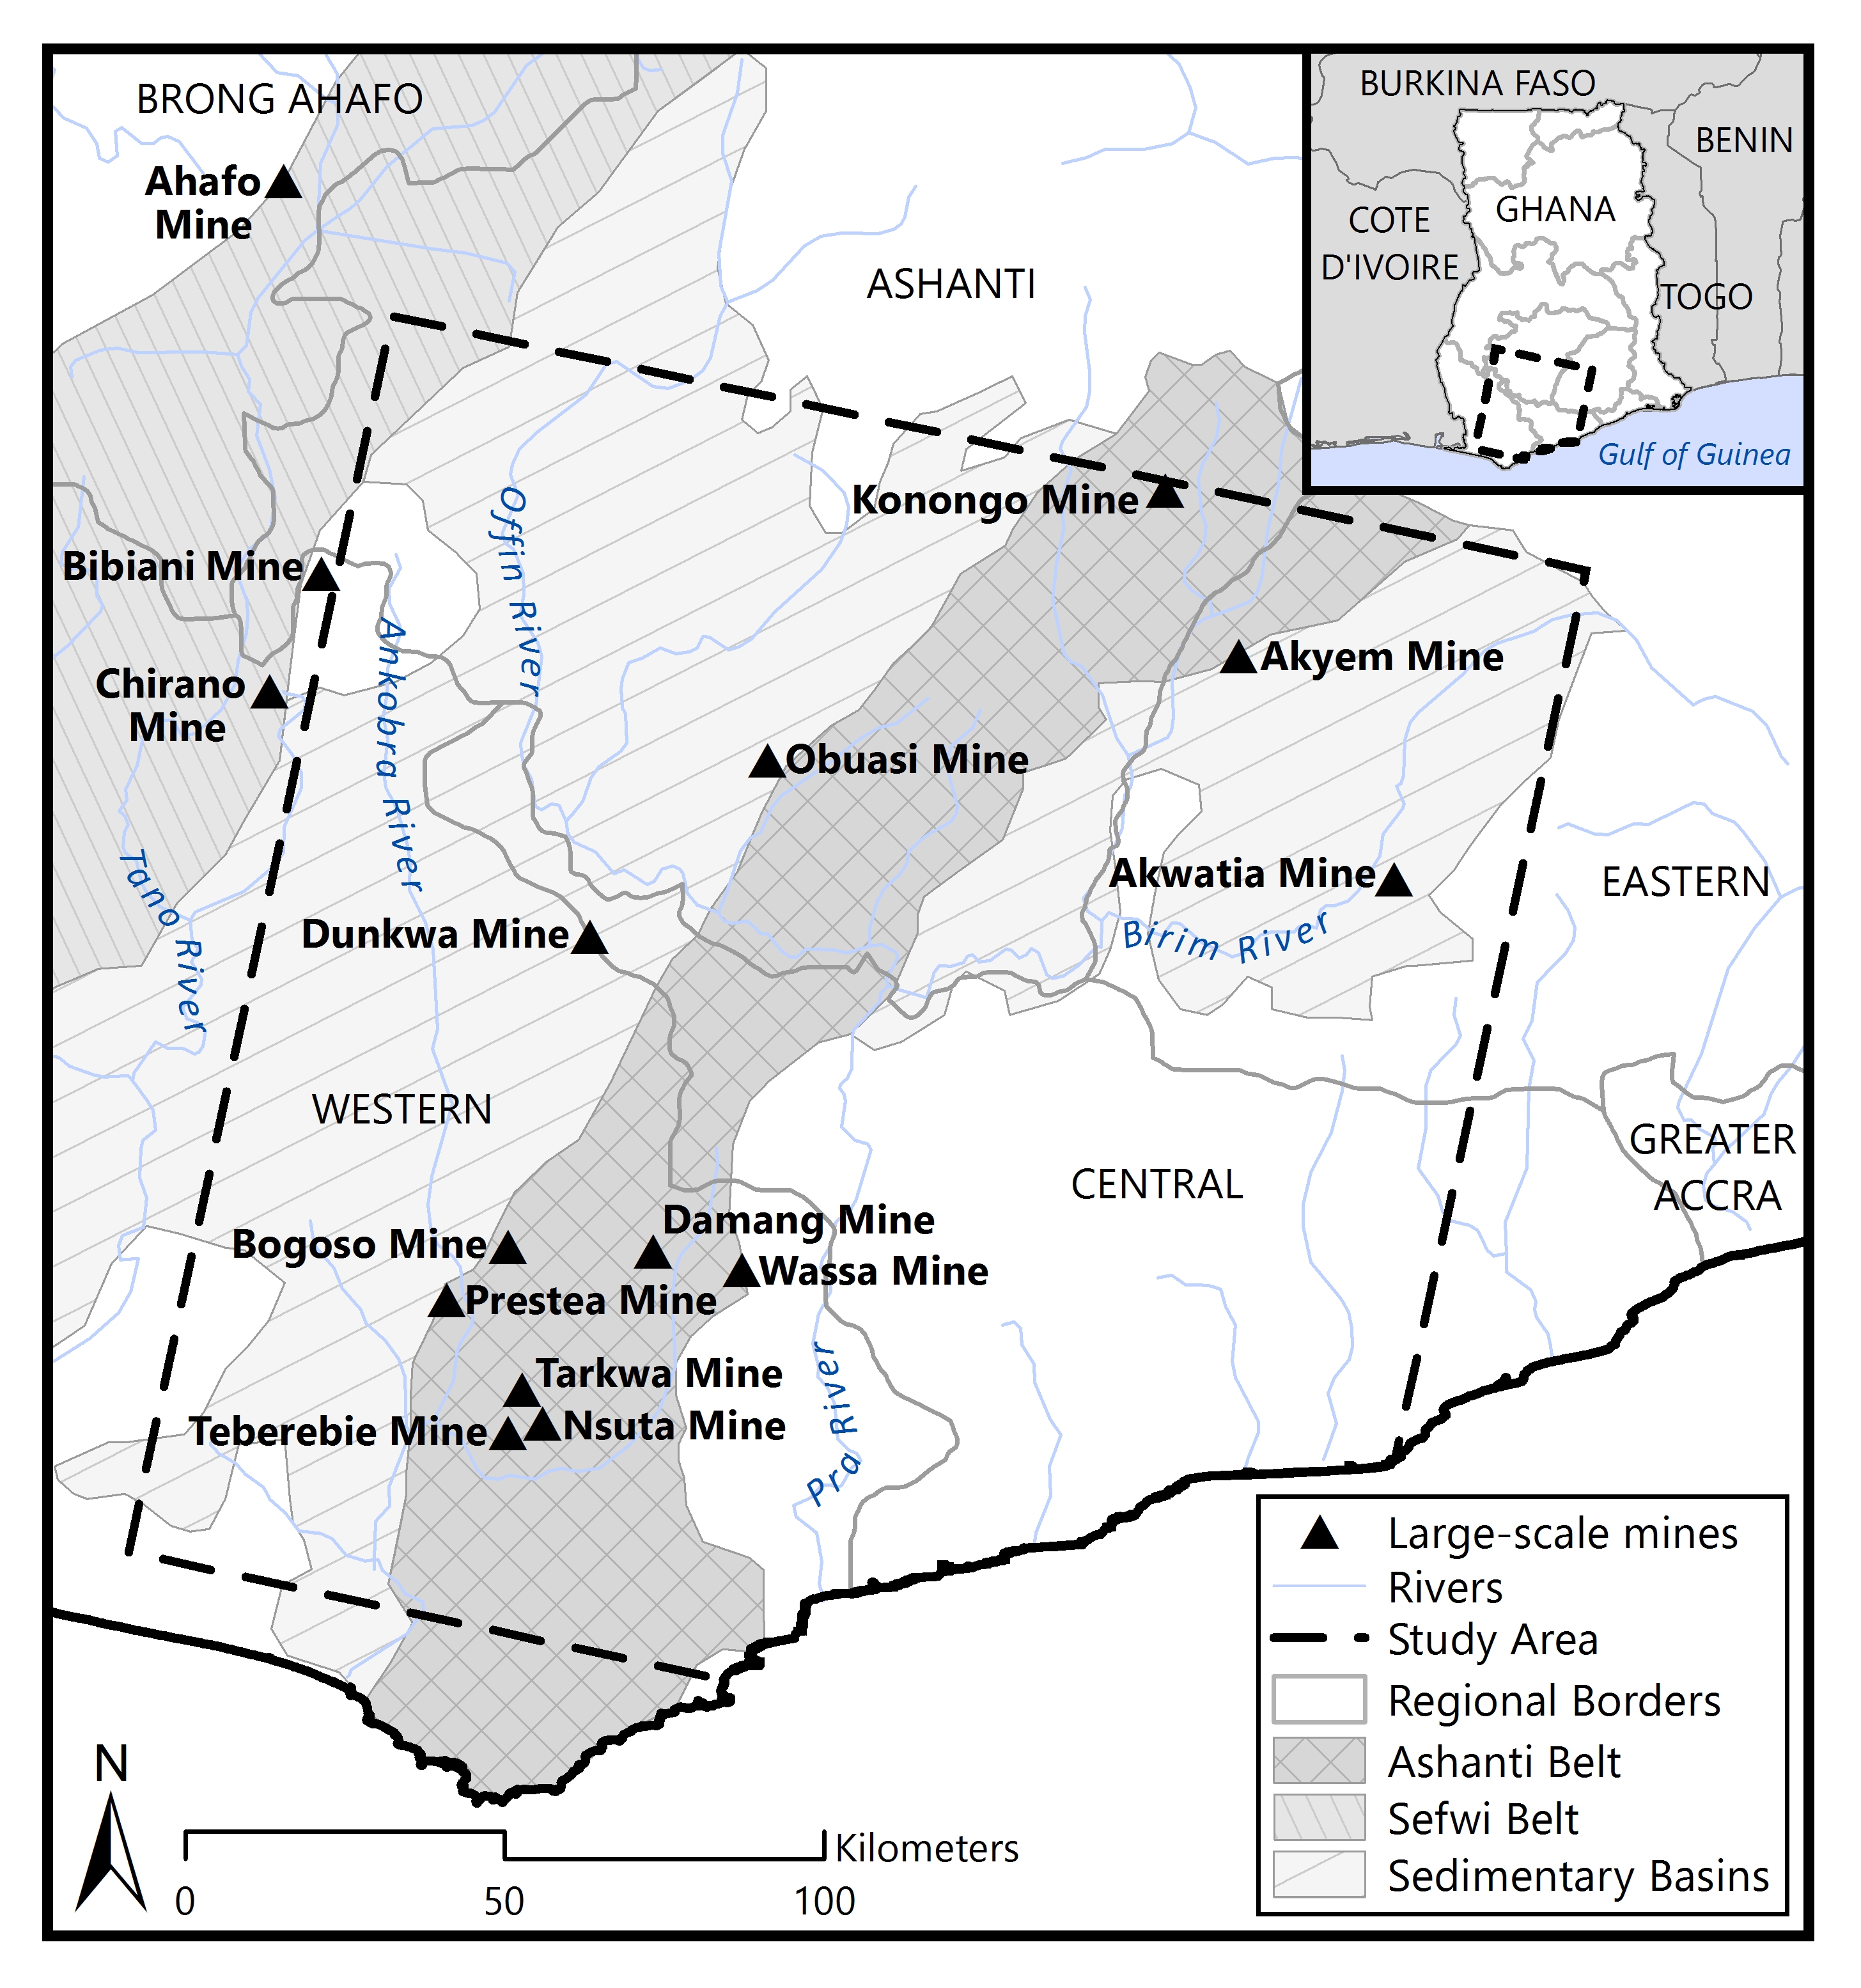 BRONG AHAFO
Ahafo
Mine
ASHANTI
BURKINA FASO
BENIN
GHANA
COTE
D'IVOIRE
TOGO
Gulf of Guinea
Konongo Mine
Offin River
Bibiani Mine
Ankobra River
Chirano
Mine
Akyem Mine
Obuasi Mine
Tano River
Akwatia Mine
EASTERN
Birim River
Dunkwa Mine
WESTERN
GREATER
ACCRA
CENTRAL
Damang Mine
Bogoso Mine
Wassa Mine
Prestea Mine
Tarkwa Mine
Pra River
Nsuta Mine
Teberebie Mine
Large-scale mines
Rivers
Study Area
Regional Borders
Ashanti Belt
Sefwi Belt
Sedimentary Basins
N
Kilometers
0 50 100